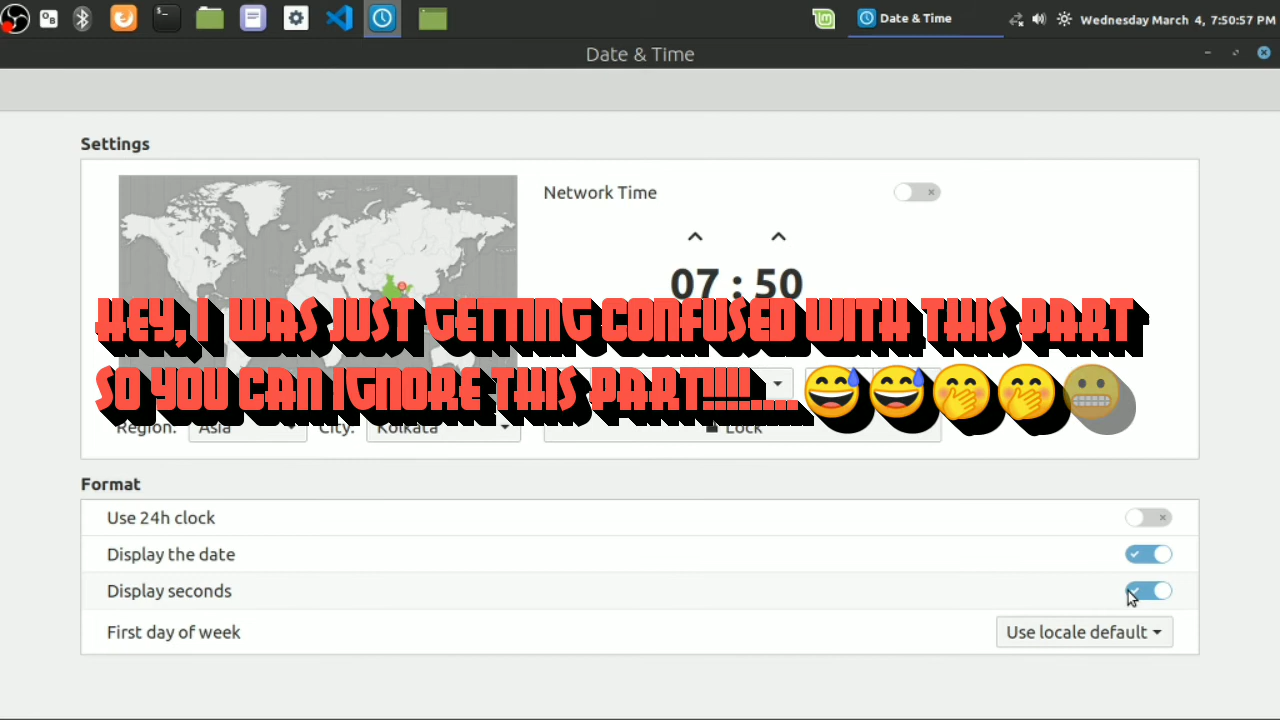 Date & Time
Wednesday March 4, 7:50:57 PM
Date & Time
Settings
Network Time
07 : 50
HEY, I WAS JUST GETTING CONFUSED WITH THIS PART
SO YOU CAN IGNORE THIS PART!!!!.....😅😅🤭🤭😬
Region: Asia City: Kolkata Lock
Format
Use 24h clock
Display the date
Display seconds
First day of week Use locale default